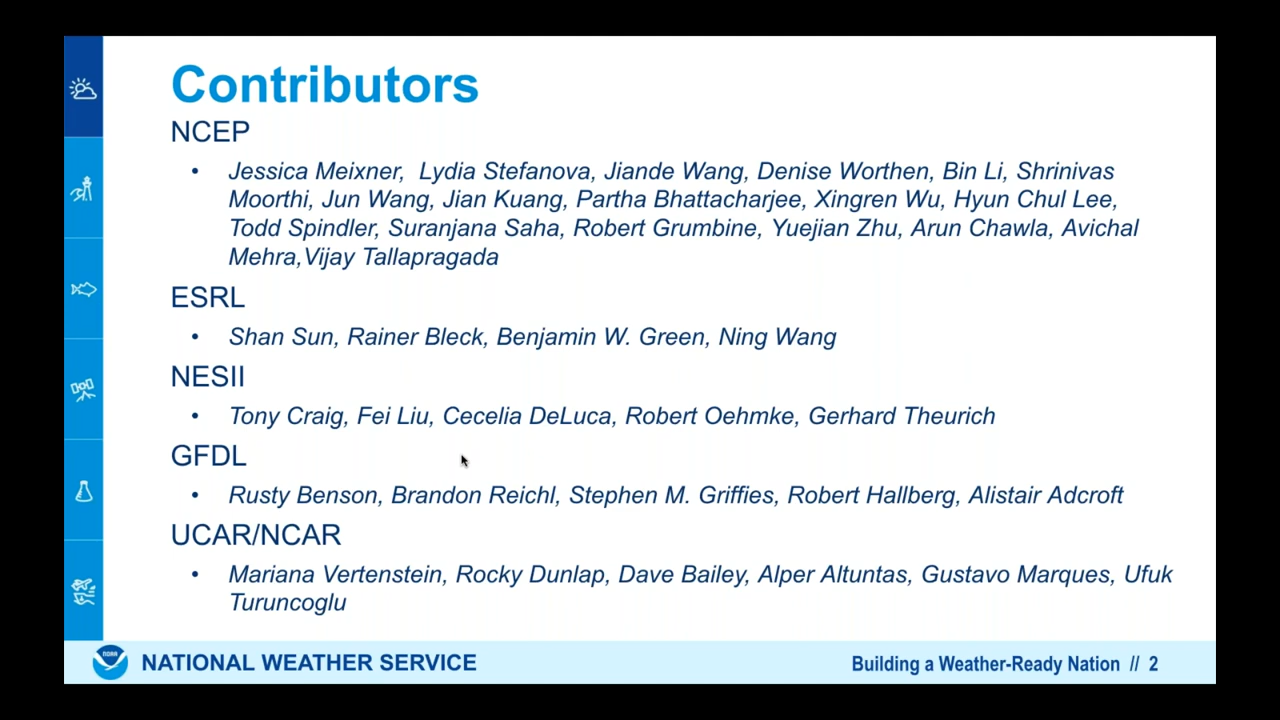 Contributors
NCEP
• Jessica Meixner, Lydia Stefanova, Jiande Wang, Denise Worthen, Bin Li, Shrinivas
Moorthi, Jun Wang, Jian Kuang, Partha Bhattacharjee, Xingren Wu, Hyun Chul Lee,
Todd Spindler, Suranjana Saha, Robert Grumbine, Yuejian Zhu, Arun Chawla, Avichal
Mehra,Vijay Tallapragada
ESRL
• Shan Sun, Rainer Bleck, Benjamin W. Green, Ning Wang
NESII
• Tony Craig, Fei Liu, Cecelia DeLuca, Robert Oehmke, Gerhard Theurich
GFDL
• Rusty Benson, Brandon Reichl, Stephen M. Griffies, Robert Hallberg, Alistair Adcroft
UCAR/NCAR
• Mariana Vertenstein, Rocky Dunlap, Dave Bailey, Alper Altuntas, Gustavo Marques, Ufuk
Turuncoglu
NOAA
NATIONAL WEATHER SERVICE
Building a Weather-Ready Nation // 2